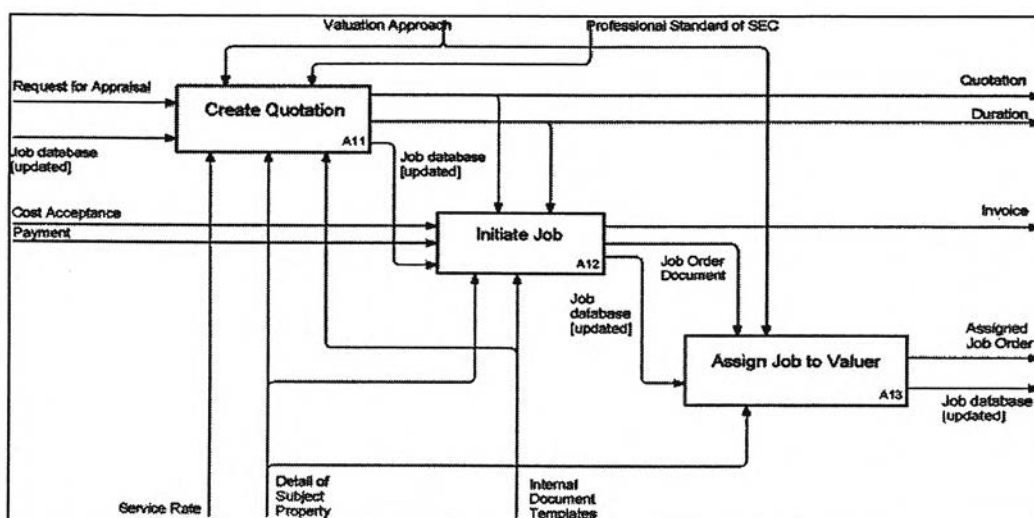 Valuation Approach
Professional Standard of SEC
Request for Appraisal
Quotation
Create Quotation
Duration
A11
Job database
[updated]
Job database
[updated]
Cost Acceptance
Invoice
Payment
Initiate Job
A12
Job Order
Document
Job
database
[updated]
Assigned
Job Order
Assign Job to Valuer
A13
Job database
[updated]
Detail of
Subject
Property
Internal
Document
Templates
Service Rate